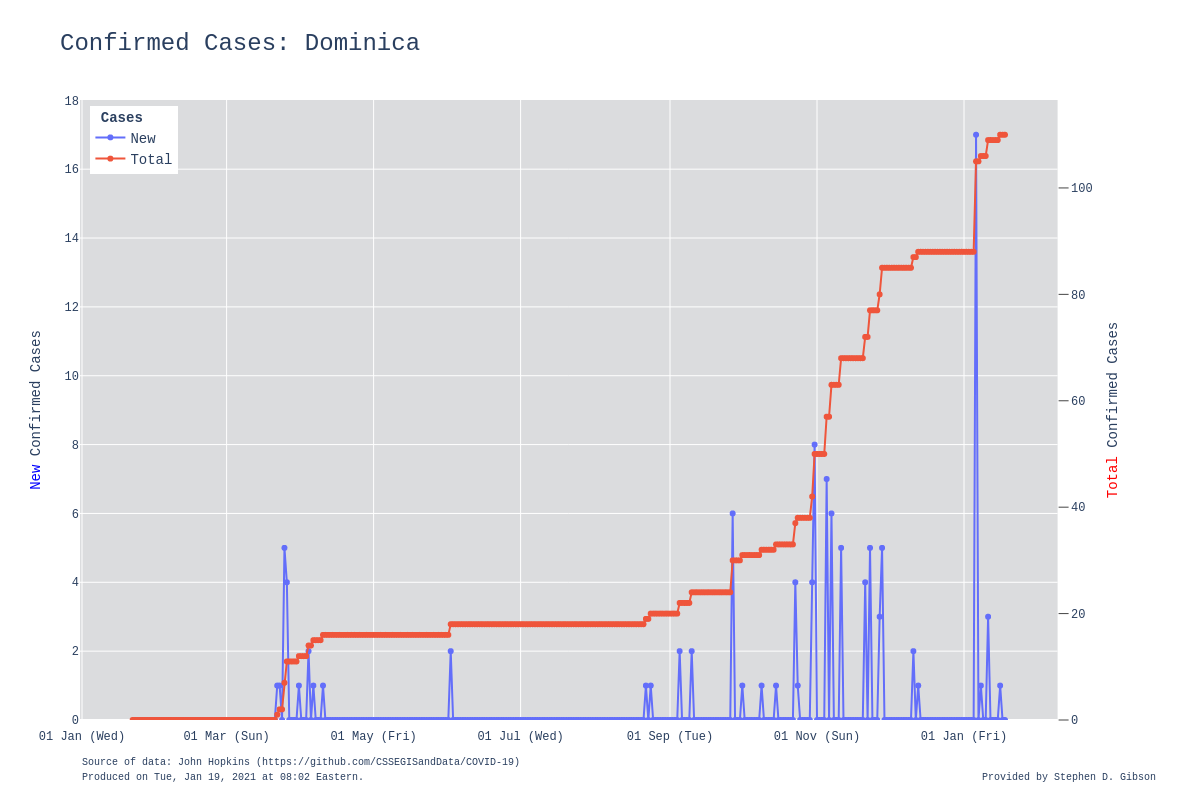 Confirmed Cases: Dominica
Cases
New
Total
18
16
14
12
10
8
6
4
2
0
100
80
60
40
20
0
New Confirmed Cases
Total Confirmed Cases
01 Jan (Wed)
01 Mar (Sun)
01 May (Fri)
01 Jul (Wed)
01 Sep (Tue)
01 Nov (Sun)
01 Jan (Fri)
Source of data: John Hopkins (https://github.com/CSSEGISandData/COVID-19)
Produced on Tue, Jan 19, 2021 at 08:02 Eastern.
Provided by Stephen D. Gibson